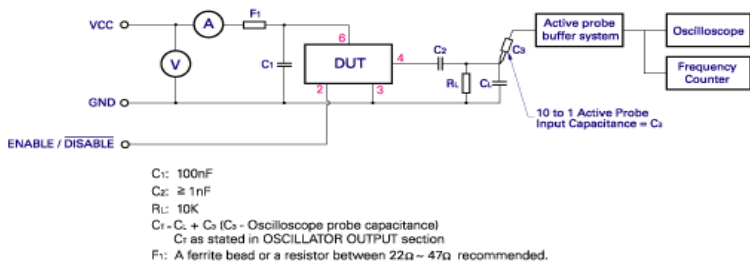 VCC
A
F1
6
Active probe
buffer system
Oscilloscope
V
C1
DUT
4
C2
C3
Frequency
Counter
2
3
RL
CL
GND
10 to 1 Active Probe
Input Capacitance = C3
ENABLE / DISABLE
C1: 100nF
C2: ≥ 1nF
RL: 10K
CT = CL + C3 (C3 - Oscilloscope probe capacitance)
CT as stated in OSCILLATOR OUTPUT section
F1: A ferrite bead or a resistor between 22Ω ~ 47Ω recommended.